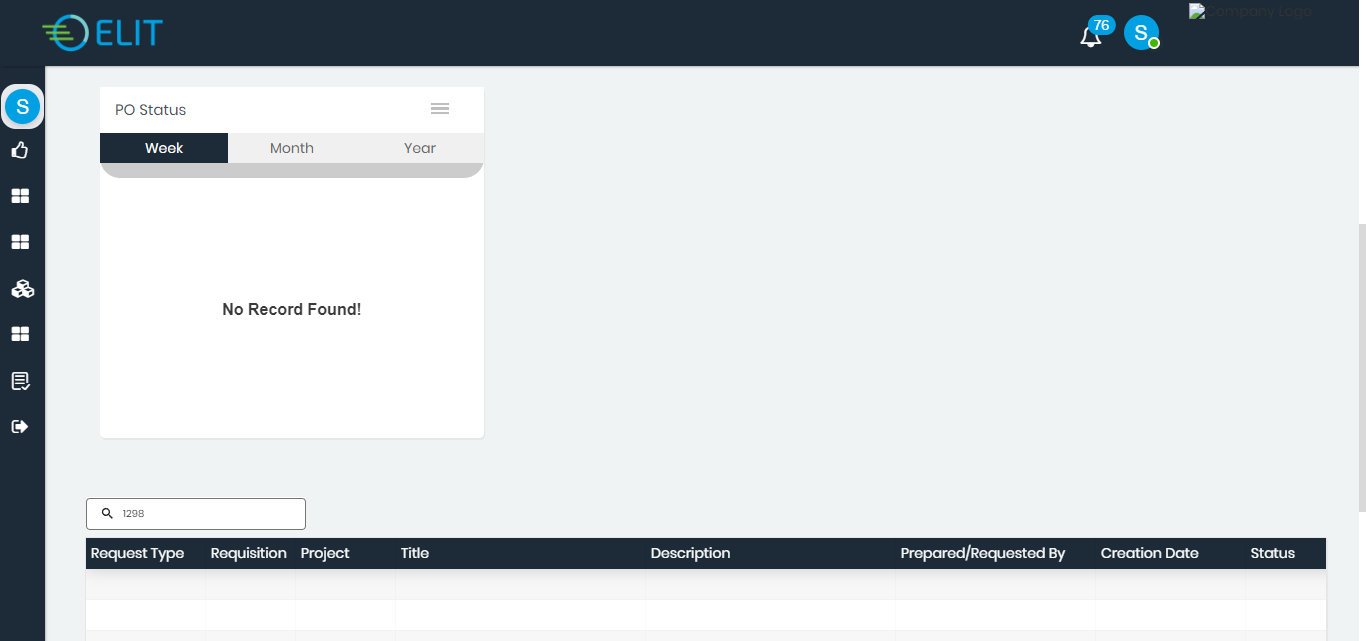 ELIT
76
S
Company Logo
S
PO Status
Week Month Year
No Record Found!
1298
Request Type Requisition Project Title Description Prepared/Requested By Creation Date Status